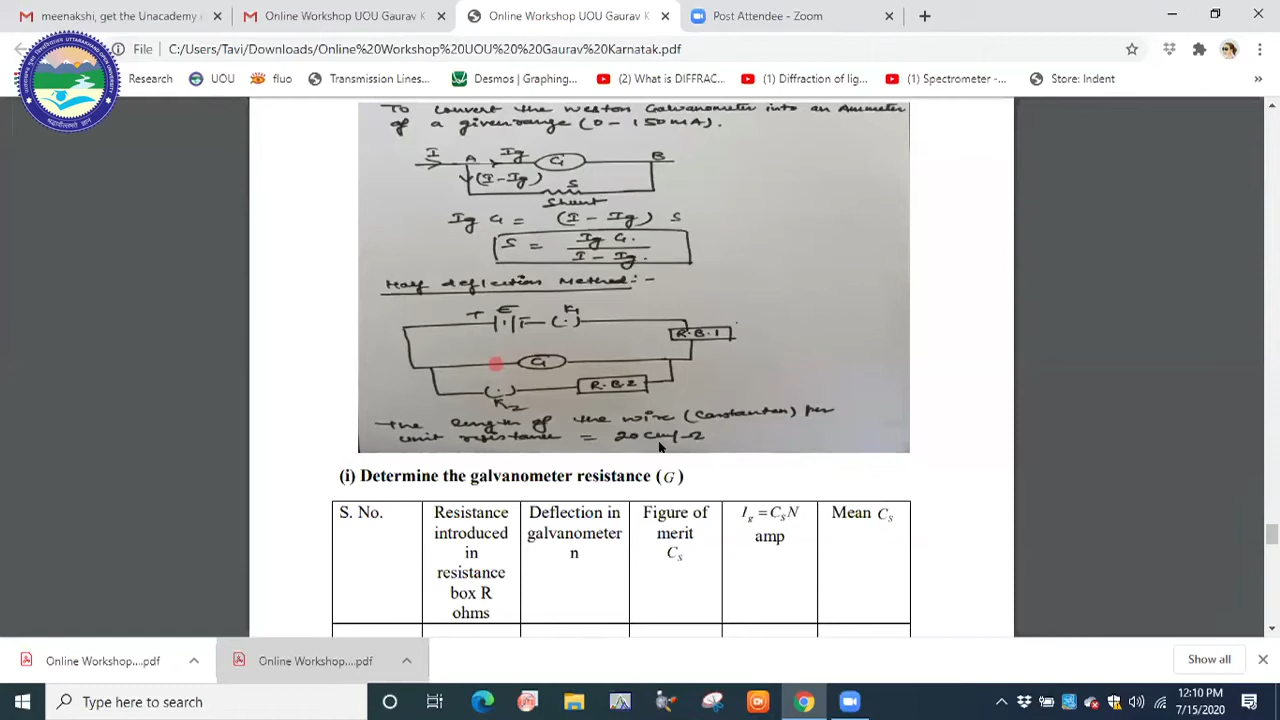 meenakshi, get the Unacademy
Online Workshop UOU Gaurav K
Online Workshop UOU Gaurav K
Post Attendee - Zoom
File
C:/Users/Tavi/Downloads/Online%20Workshop%20UOU%20%20Gaurav%20Karnatak.pdf
Research
UOU
fluo
Transmission Lines...
Desmos | Graphing...
(2) What is DIFFRAC...
(1) Diffraction of lig...
(1) Spectrometer -...
Store: Indent
To convert the weston Galvanometer into an Ammeter
of a given range (0 - 150 mA).
I A Ig G B
(I - Ig) S
Shunt
Ig G = (I - Ig) S
S = Ig G. / I - Ig.
Half deflection Method:-
+ E - K1
R.B.1
G
R.B.2
K2
The length of the wire (Constantan) per
unit resistance = 20 cm/Ω
(i) Determine the galvanometer resistance (G)
S. No.
Resistance
introduced
in
resistance
box R
ohms
Deflection in
galvanometer
n
Figure of
merit
Cs
Ig = CsN
amp
Mean Cs
Online Workshop....pdf
Online Workshop....pdf
Show all
Type here to search
12:10 PM
7/15/2020